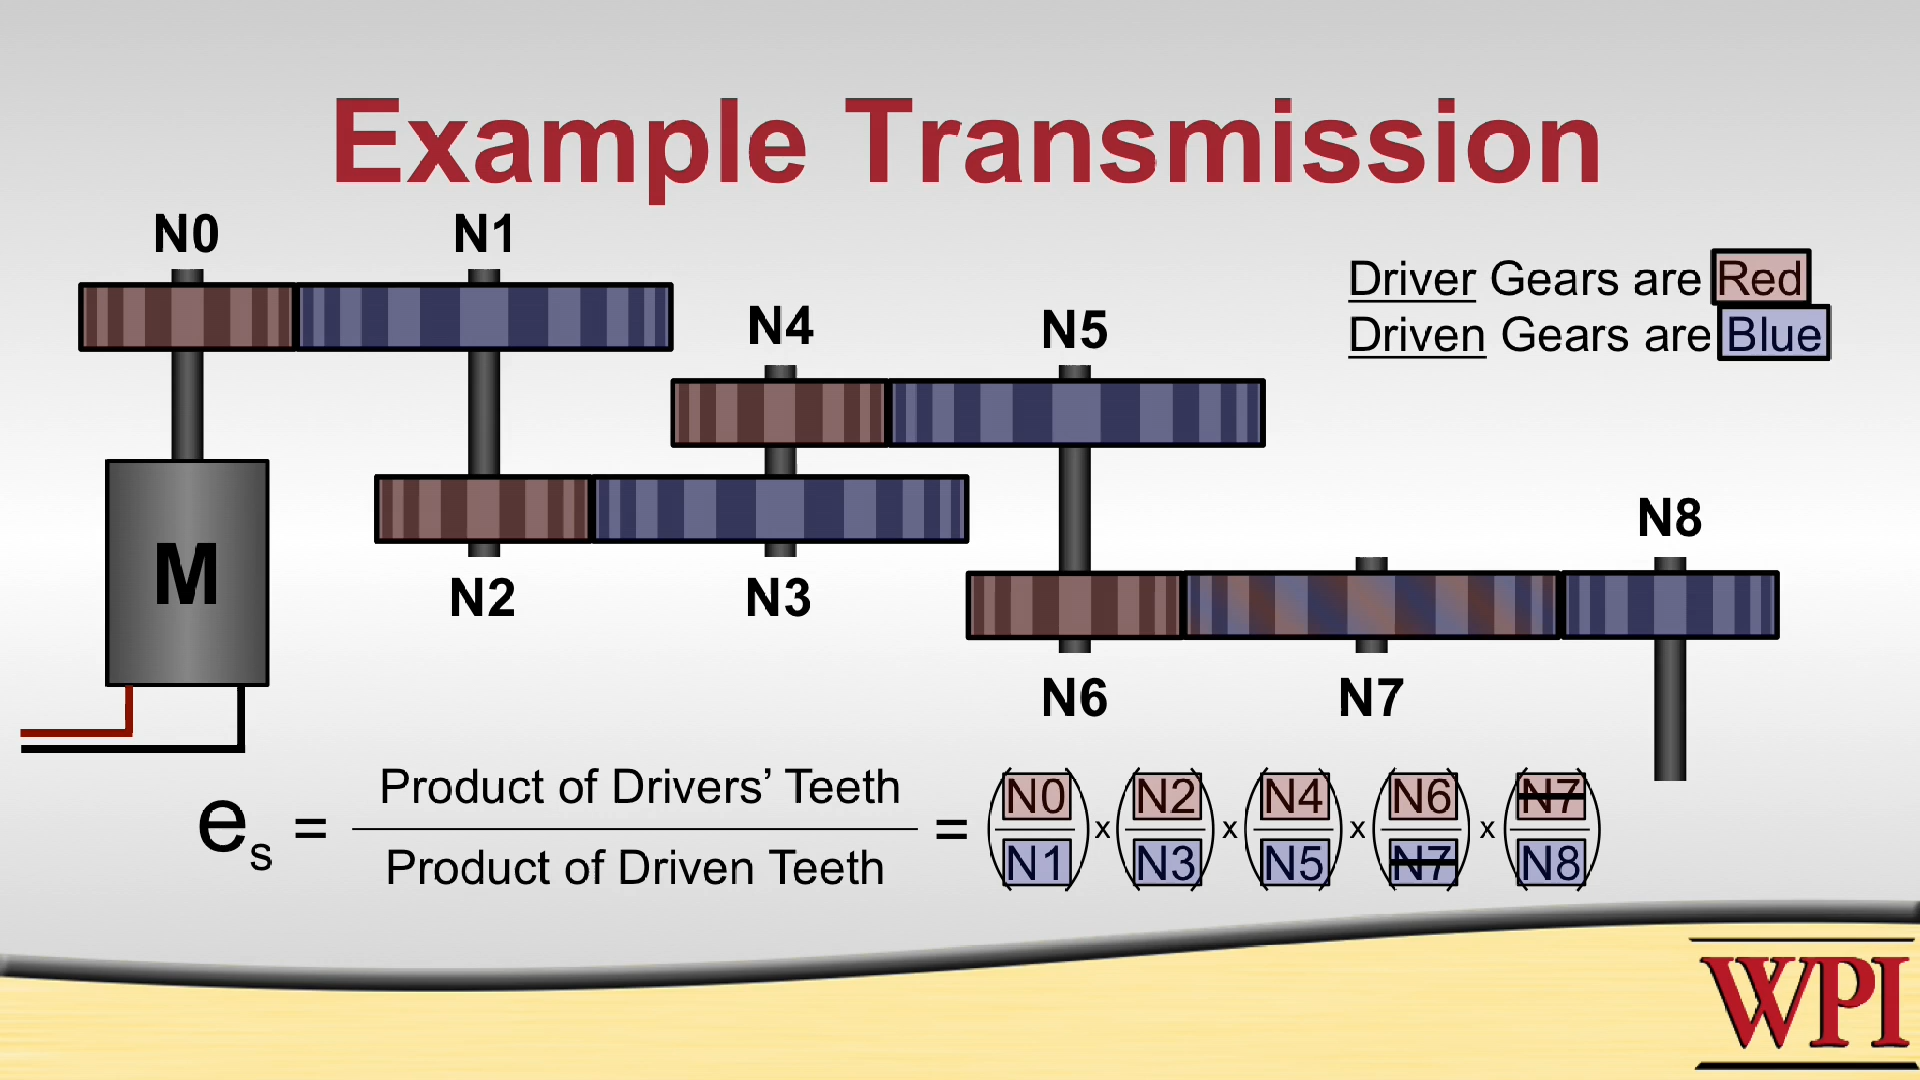 Example Transmission
N0 N1
Driver Gears are Red
Driven Gears are Blue
N4 N5
N8
M
N2 N3
N6 N7
Product of Drivers’ Teeth
es = = (N0/N1) x (N2/N3) x (N4/N5) x (N6/N7) x (N7/N8)
Product of Driven Teeth
WPI